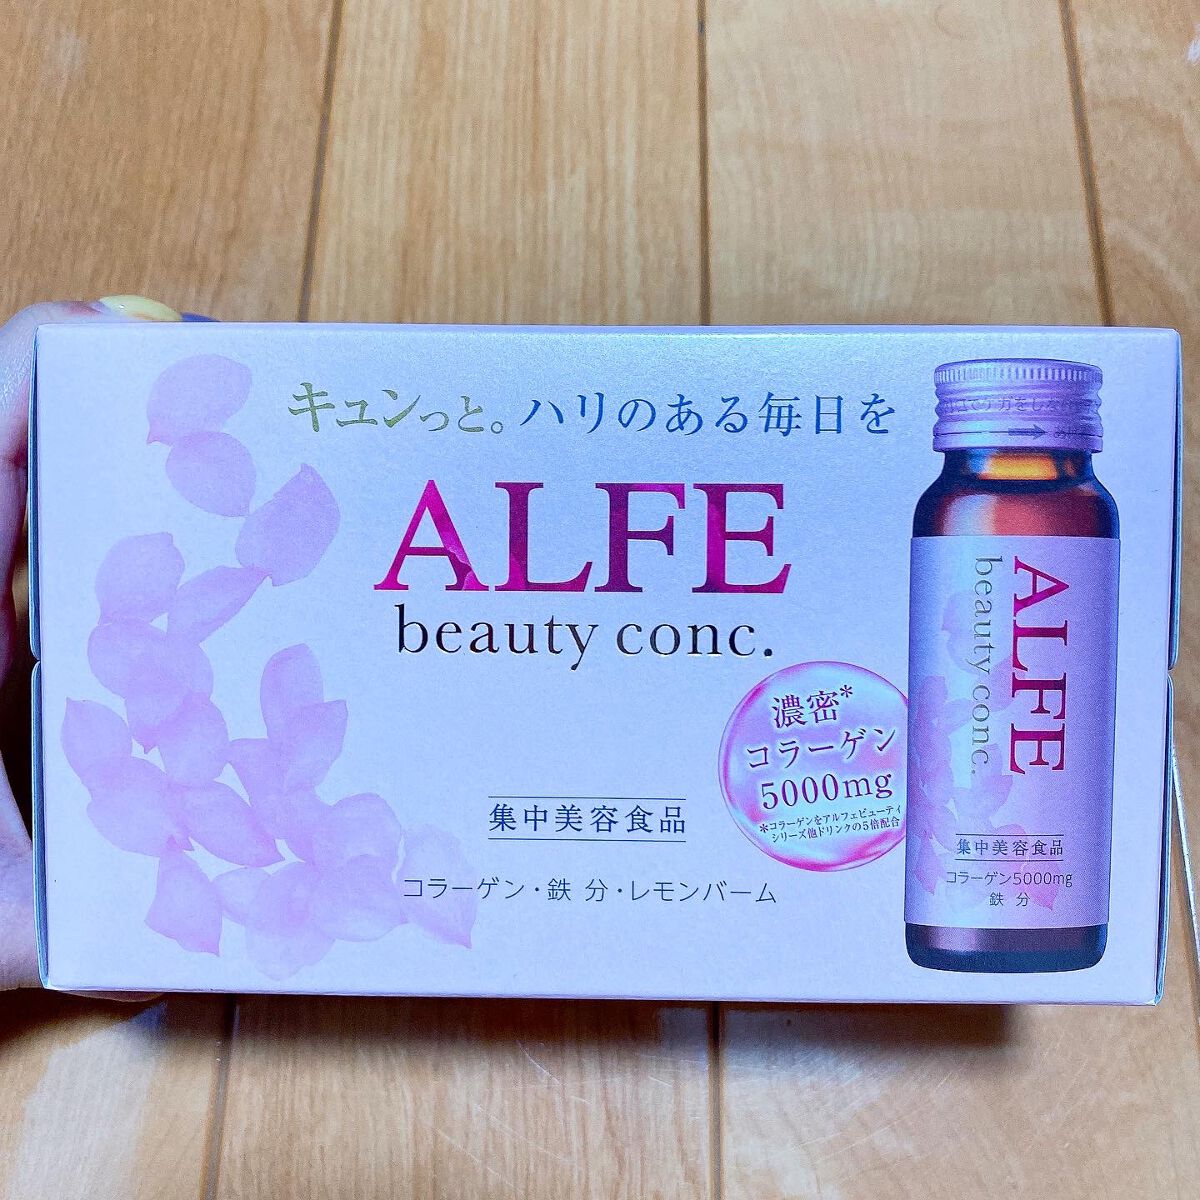 キュンっと。ハリのある毎日を
ALFE
beauty conc.
濃密*
コラーゲン
5000mg
*コラーゲンをアルフェビューティ
シリーズ他ドリンクの5倍配合
集中美容食品
コラーゲン・鉄 分・レモンバーム
ALFE
beauty conc.
集中美容食品
コラーゲン5000mg
鉄 分